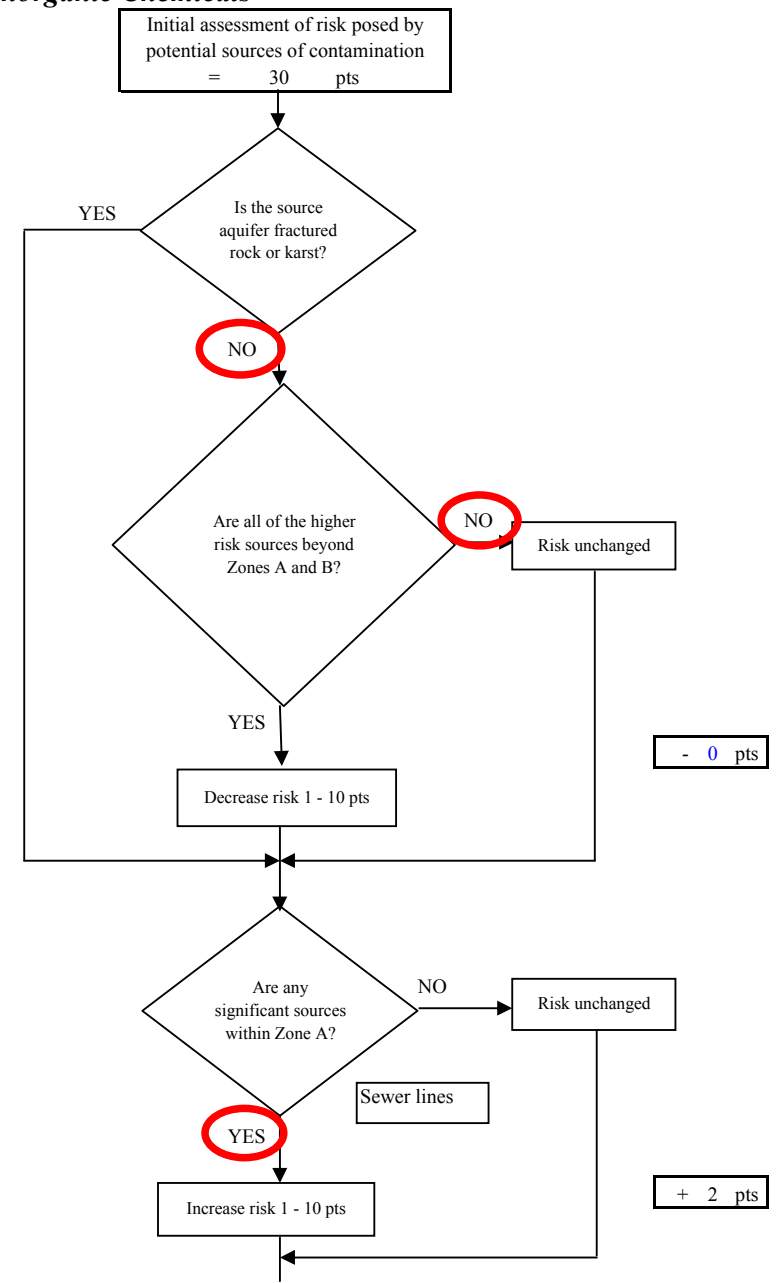 Initial assessment of risk posed by
potential sources of contamination
= 30 pts
YES
Is the source
aquifer fractured
rock or karst?
NO
Are all of the higher
risk sources beyond
Zones A and B?
NO
Risk unchanged
YES
- 0 pts
Decrease risk 1 - 10 pts
Are any
significant sources
within Zone A?
NO
Risk unchanged
Sewer lines
YES
+ 2 pts
Increase risk 1 - 10 pts